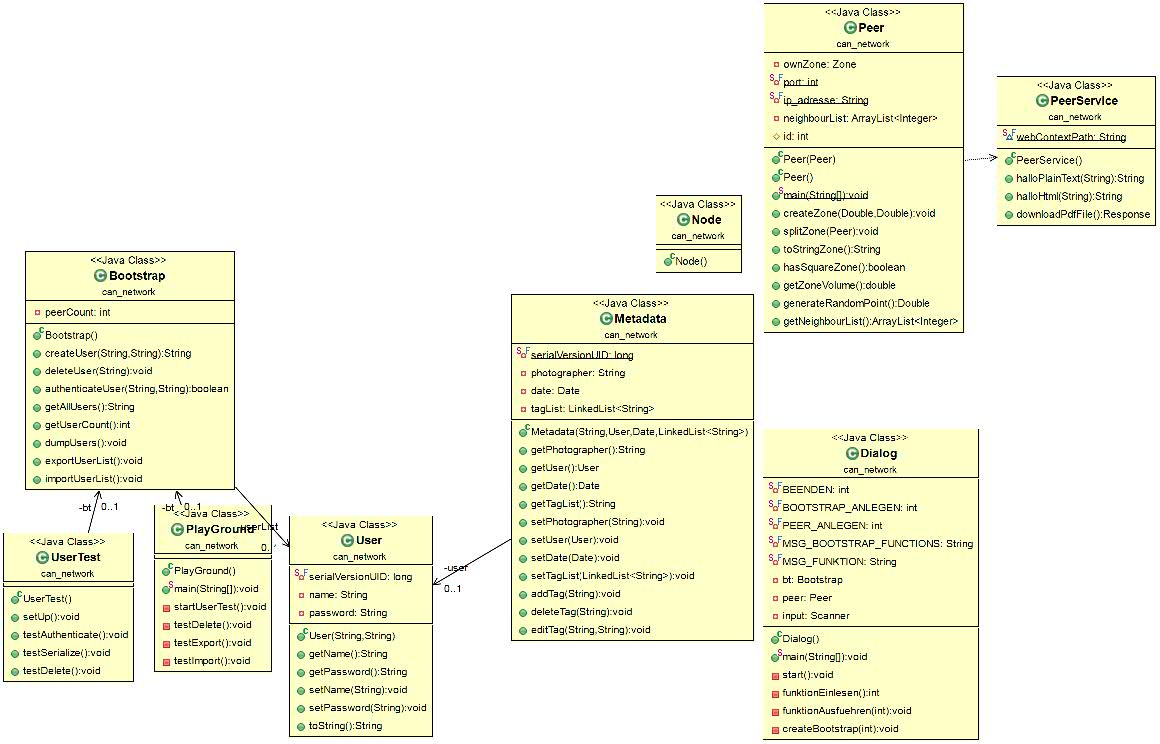 <<Java Class>>
Peer
can_network
ownZone: Zone
port: int
ip_adresse: String
neighbourList: ArrayList<Integer>
id: int
Peer(Peer)
Peer()
main(String[]):void
createZone(Double,Double):void
splitZone(Peer):void
toStringZone():String
hasSquareZone():boolean
getZoneVolume():double
generateRandomPoint():Double
getNeighbourList():ArrayList<Integer>
<<Java Class>>
PeerService
can_network
webContextPath: String
PeerService()
halloPlainText(String):String
halloHtml(String):String
downloadPdfFile():Response
<<Java Class>>
Node
can_network
Node()
<<Java Class>>
Bootstrap
can_network
peerCount: int
Bootstrap()
createUser(String,String):String
deleteUser(String):void
authenticateUser(String,String):boolean
getAllUsers():String
getUserCount():int
dumpUsers():void
exportUserList():void
importUserList():void
<<Java Class>>
Metadata
can_network
serialVersionUID: long
photographer: String
date: Date
tagList: LinkedList<String>
Metadata(String,User,Date,LinkedList<String>)
getPhotographer():String
getUser():User
getDate():Date
getTagList():String
setPhotographer(String):void
setUser(User):void
setDate(Date):void
setTagList(LinkedList<String>):void
addTag(String):void
deleteTag(String):void
editTag(String,String):void
<<Java Class>>
Dialog
can_network
BEENDEN: int
BOOTSTRAP_ANLEGEN: int
PEER_ANLEGEN: int
MSG_BOOTSTRAP_FUNCTIONS: String
MSG_FUNKTION: String
bt: Bootstrap
peer: Peer
input: Scanner
Dialog()
main(String[]):void
start():void
funktionEinlesen():int
funktionAusfuehren(int):void
createBootstrap(int):void
-bt 0..1
-bt 0..1
<<Java Class>>
UserTest
can_network
UserTest()
setUp():void
testAuthenticate():void
testSerialize():void
testDelete():void
<<Java Class>>
PlayGround
can_network
PlayGround()
main(String[]):void
startUserTest():void
testDelete():void
testExport():void
testImport():void
0..
<<Java Class>>
User
can_network
serialVersionUID: long
name: String
password: String
User(String,String)
getName():String
getPassword():String
setName(String):void
setPassword(String):void
toString():String
-user
0..1